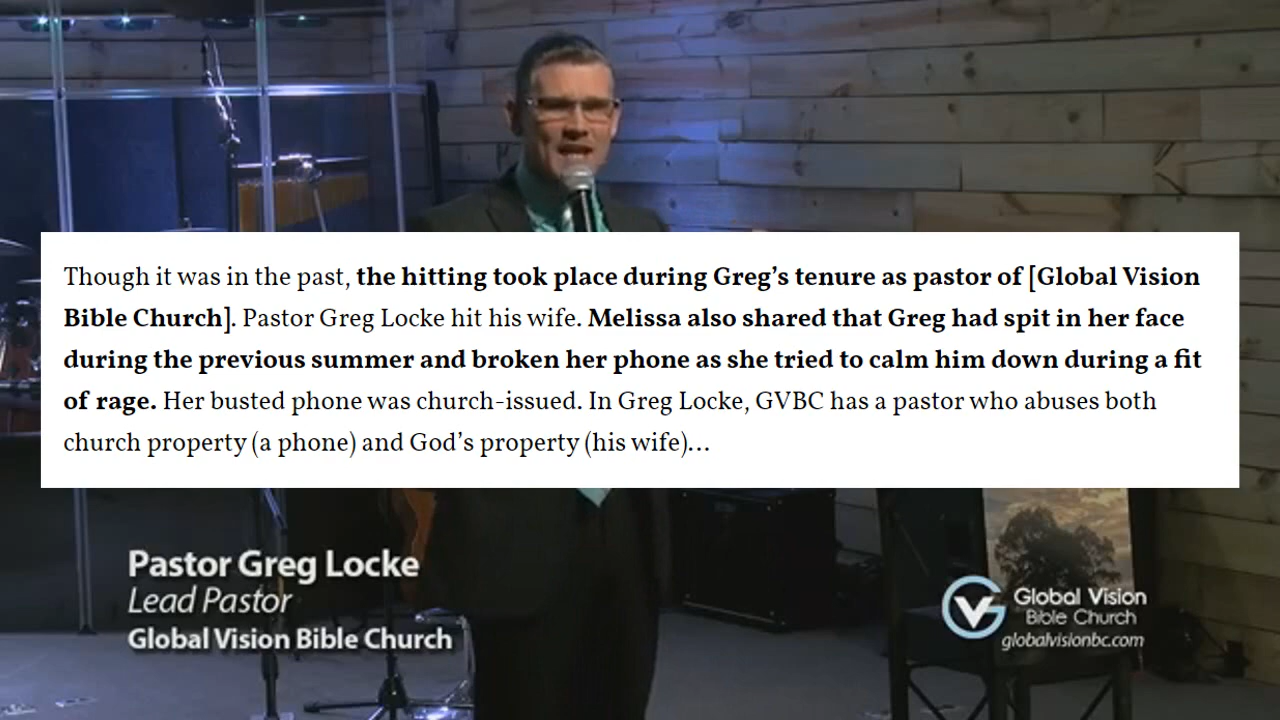 Though it was in the past, the hitting took place during Greg’s tenure as pastor of [Global Vision
Bible Church]. Pastor Greg Locke hit his wife. Melissa also shared that Greg had spit in her face
during the previous summer and broken her phone as she tried to calm him down during a fit
of rage. Her busted phone was church-issued. In Greg Locke, GVBC has a pastor who abuses both
church property (a phone) and God’s property (his wife)…
Pastor Greg Locke
Lead Pastor
Global Vision Bible Church
Global Vision
Bible Church
globalvisionbc.com